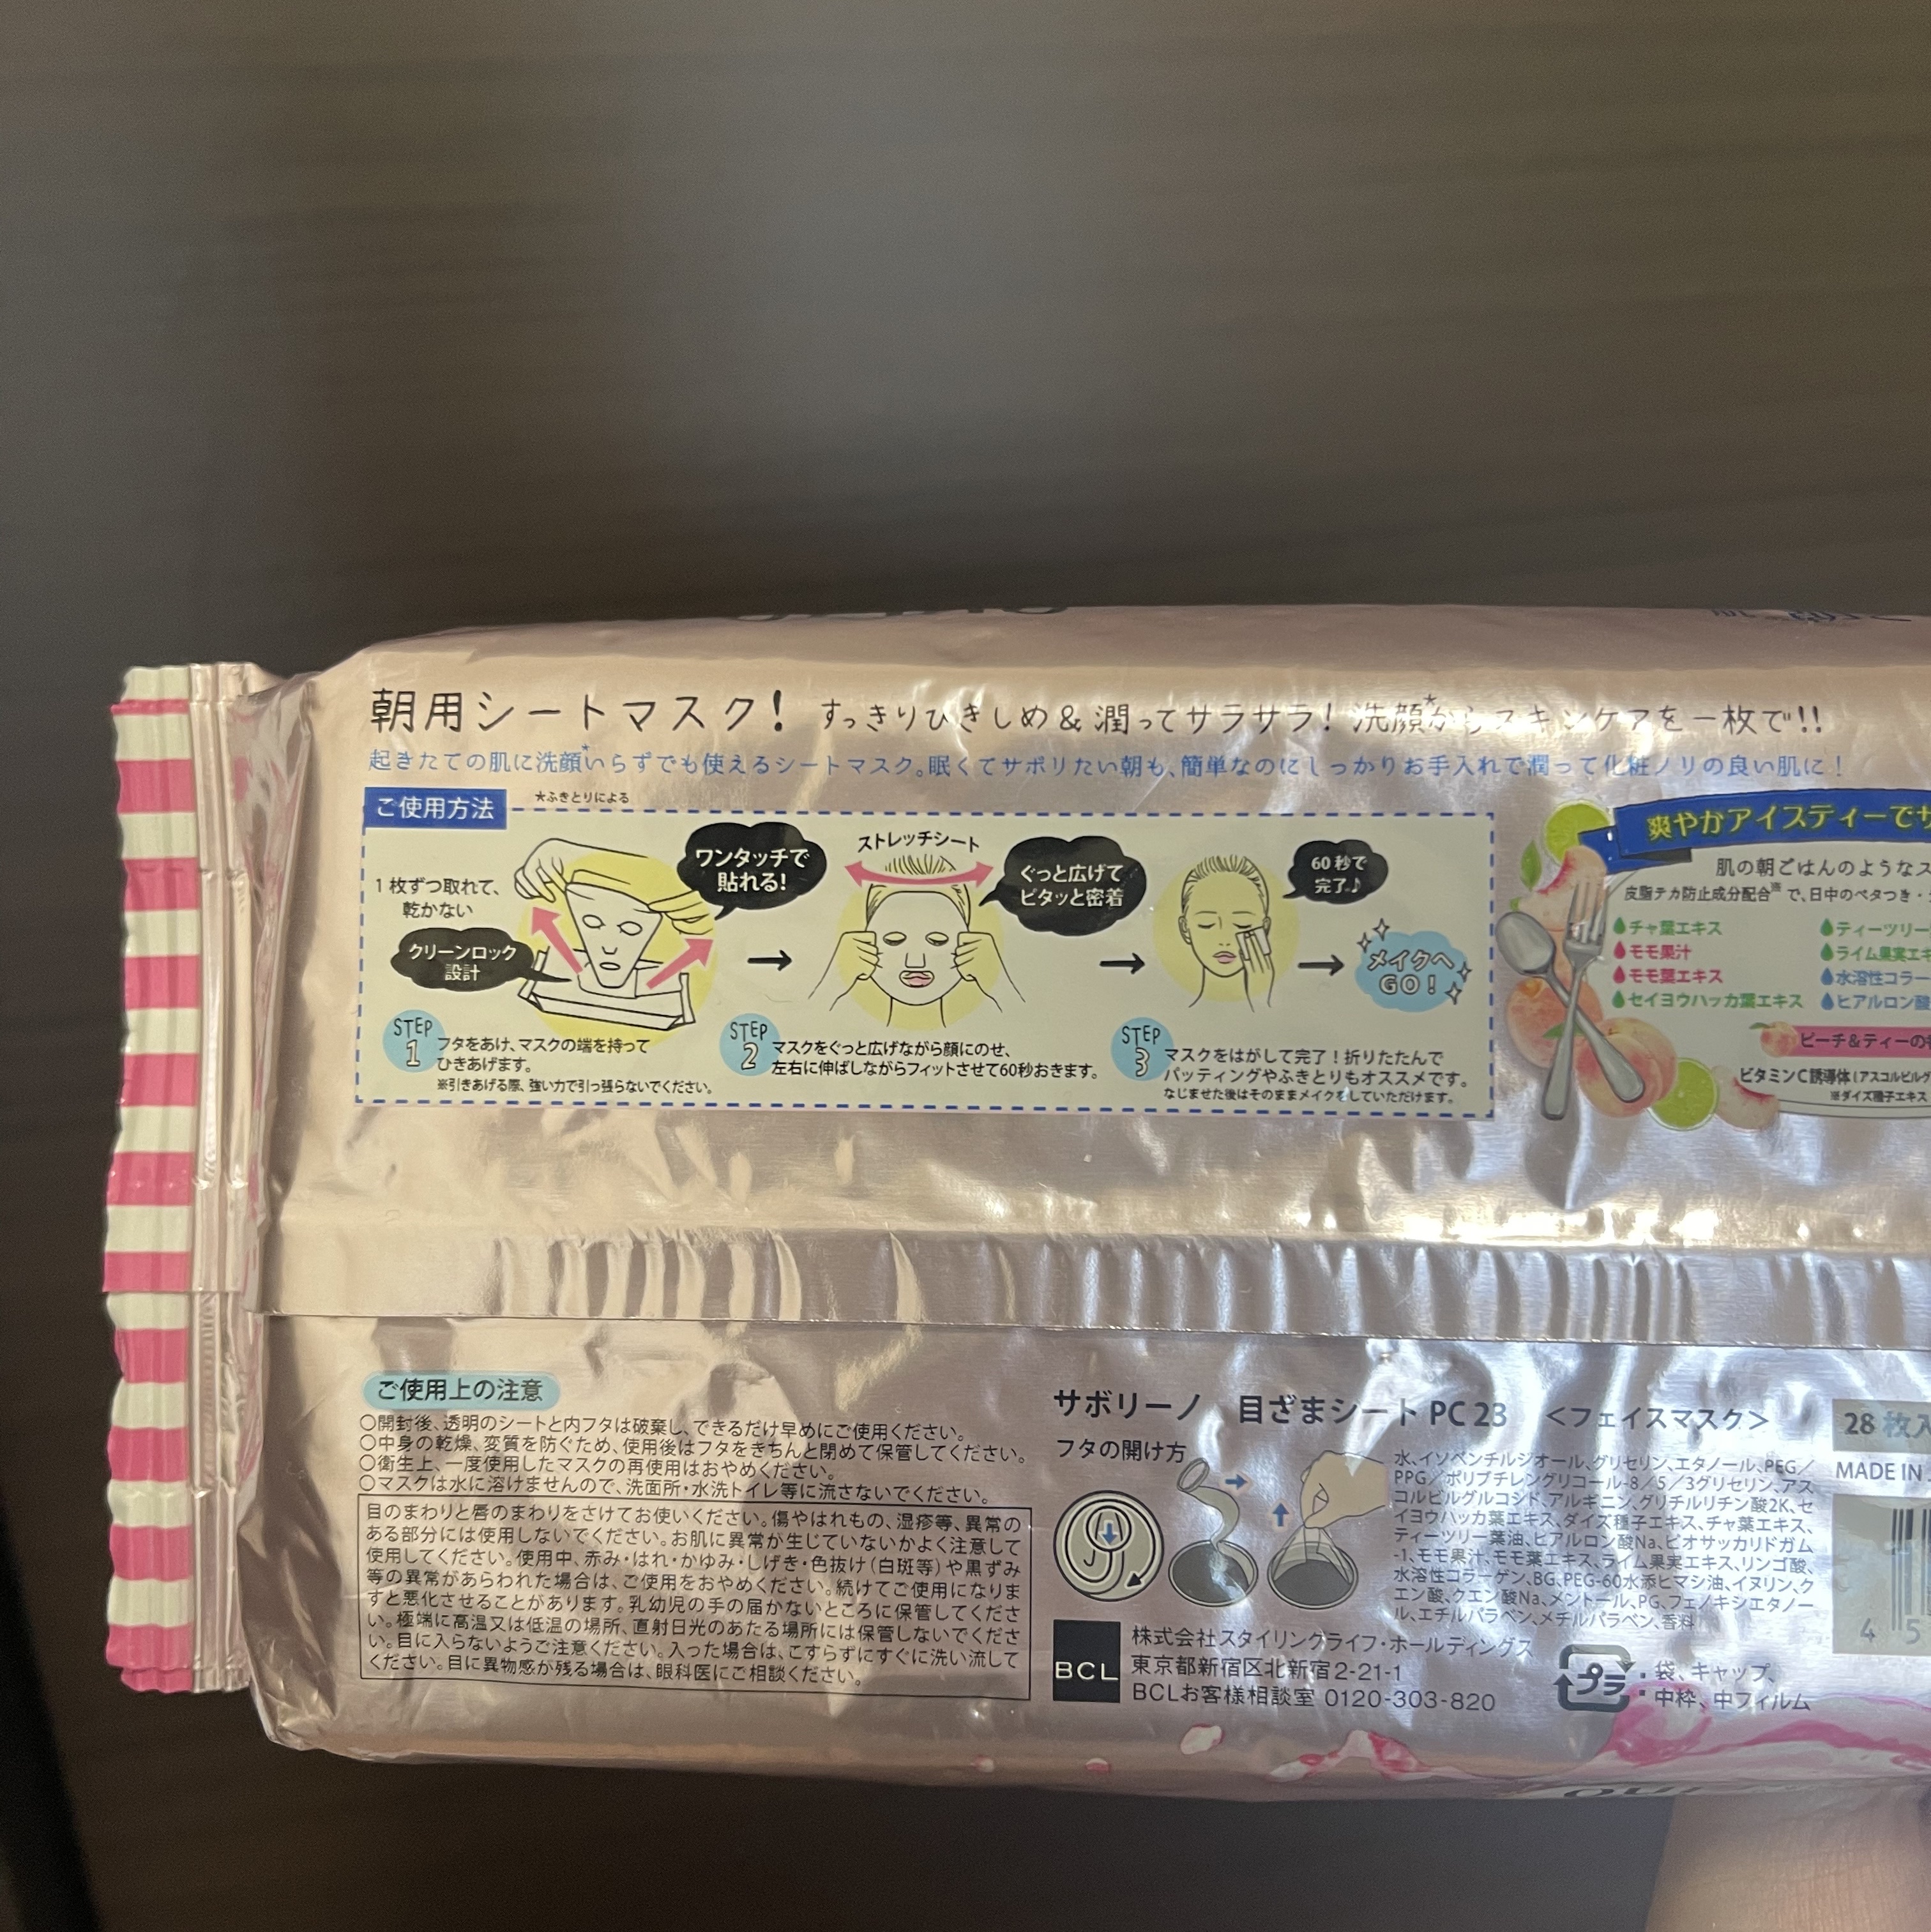 朝用シートマスク! すっきりひきしめ&潤ってサラサラ! 洗顔*からスキンケアを一枚で!!
起きたての肌に洗顔*いらずでも使えるシートマスク。眠くてサボりたい朝も、簡単なのにしっかりお手入れで潤って化粧ノリの良い肌に!
*ふきとりによる
ご使用方法
1枚ずつ取れて、
乾かない
クリーンロック
設計
ワンタッチで
貼れる!
STEP
1
フタをあけ、マスクの端を持って
ひきあげます。
※引きあげる際、強い力で引っ張らないでください。
→
ストレッチシート
ぐっと広げて
ピタッと密着
STEP
2
マスクをぐっと広げながら顔にのせ、
左右に伸ばしながらフィットさせて60秒おきます。
→
60秒で
完了♪
STEP
3
マスクをはがして完了!折りたたんで
パッティングやふきとりもオススメです。
なじませた後はそのままメイクをしていただけます。
→
メイクへ
GO!
爽やかアイスティーでサ
肌の朝ごはんのようなス
皮脂テカ防止成分配合※で、日中のベタつき・
チャ葉エキス
モモ果汁
モモ葉エキス
セイヨウハッカ葉エキス
ティーツリー
ライム果実エキ
水溶性コラー
ヒアルロン酸
ピーチ&ティーの
ビタミンC誘導体(アスコルビルグ
※ダイズ種子エキス
ご使用上の注意
○開封後、透明のシートと内フタは破棄し、できるだけ早めにご使用ください。
○中身の乾燥、変質を防ぐため、使用後はフタをきちんと閉めて保管してください。
○衛生上、一度使用したマスクの再使用はおやめください。
○マスクは水に溶けませんので、洗面所・水洗トイレ等に流さないでください。
目のまわりと唇のまわりをさけてお使いください。傷やはれもの、湿疹等、異常の
ある部分には使用しないでください。お肌に異常が生じていないかよく注意して
使用してください。使用中、赤み・はれ・かゆみ・しげき・色抜け(白斑等)や黒ずみ
等の異常があらわれた場合は、ご使用をおやめください。続けてご使用になりま
すと悪化させることがあります。乳幼児の手の届かないところに保管してくださ
い。極端に高温又は低温の場所、直射日光のあたる場所には保管しないでくださ
い。目に入らないようご注意ください。入った場合は、こすらずにすぐに洗い流して
ください。目に異物感が残る場合は、眼科医にご相談ください。
サボリーノ 目ざまシート PC 23 <フェイスマスク>
フタの開け方
水、イソペンチルジオール、グリセリン、エタノール、PEG/
PPG/ポリブチレングリコール-8/5/3グリセリン、アス
コルビルグルコシド、アルギニン、グリチルリチン酸2K、セ
イヨウハッカ葉エキス、ダイズ種子エキス、チャ葉エキス、
ティーツリー葉油、ヒアルロン酸Na、ビオサッカリドガム
-1、モモ果汁、モモ葉エキス、ライム果実エキス、リンゴ酸、
水溶性コラーゲン、BG、PEG-60水添ヒマシ油、イヌリン、ク
エン酸、クエン酸Na、メントール、PG、フェノキシエタノー
ル、エチルパラベン、メチルパラベン、香料
28 枚入
MADE IN
4 5
BCL
株式会社スタイリングライフ・ホールディングス
東京都新宿区北新宿2-21-1
BCLお客様相談室 0120-303-820
プラ
：袋、キャップ、
中枠、中フィルム